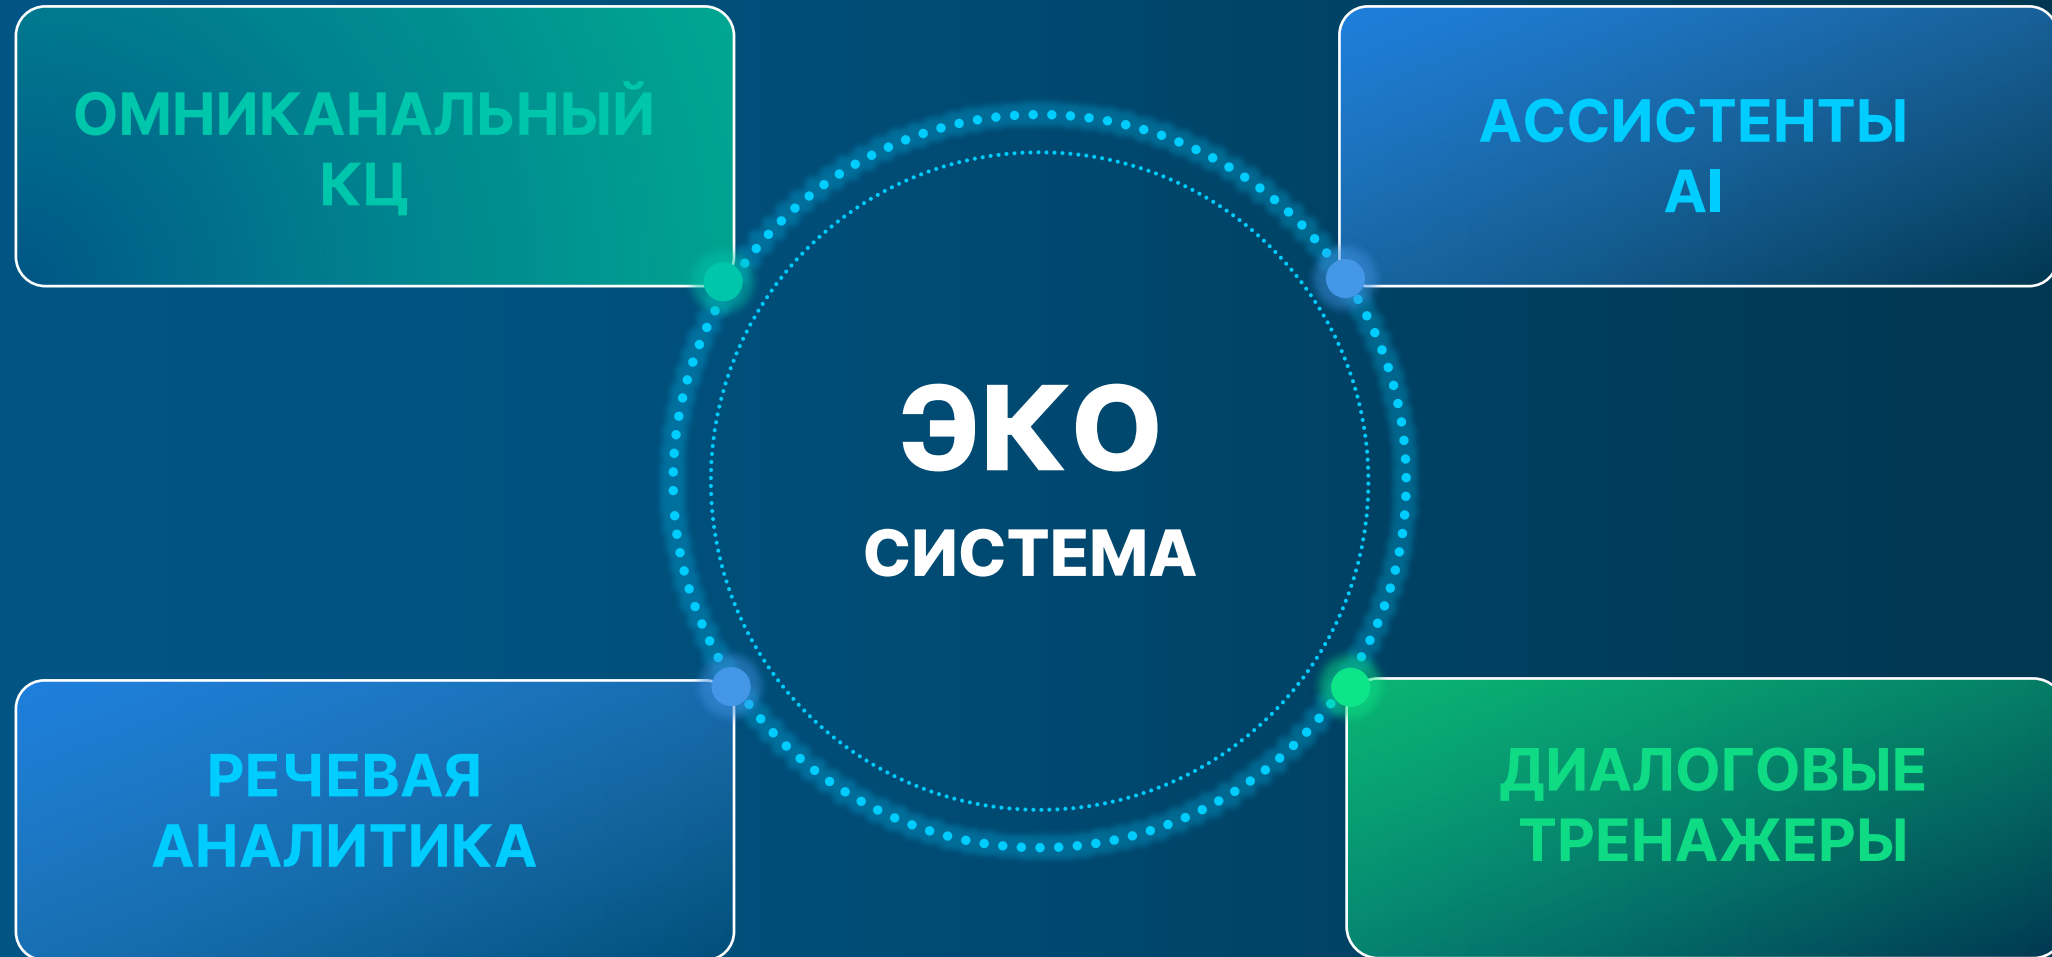 ОМНИКАНАЛЬНЫЙ
КЦ
АССИСТЕНТЫ
AI
ЭКО
СИСТЕМА
РЕЧЕВАЯ
АНАЛИТИКА
ДИАЛОГОВЫЕ
ТРЕНАЖЕРЫ